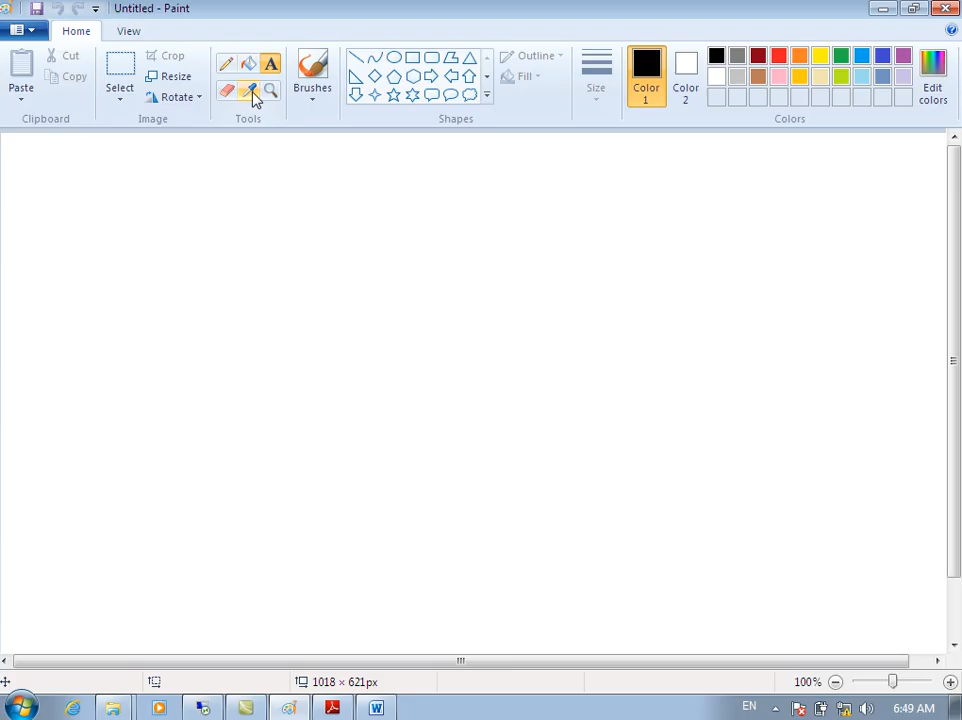 Untitled - Paint
Home View
Paste
Cut
Copy
Clipboard
Select
Crop
Resize
Rotate
Image
A
Tools
Brushes
Shapes
Outline
Fill
Size
Color 1
Color 2
Edit colors
Colors
1018 × 621px
100%
EN 6:49 AM